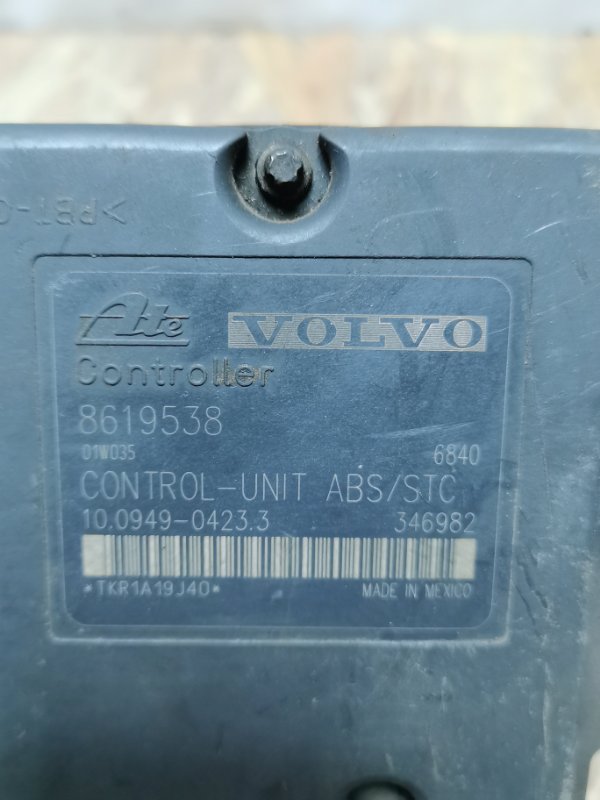 >PBT-G
Ate VOLVO
Controller
8619538
01W035 6840
CONTROL-UNIT ABS/STC
10.0949-0423.3 346982
*TKR1A19J40*
MADE IN MEXICO